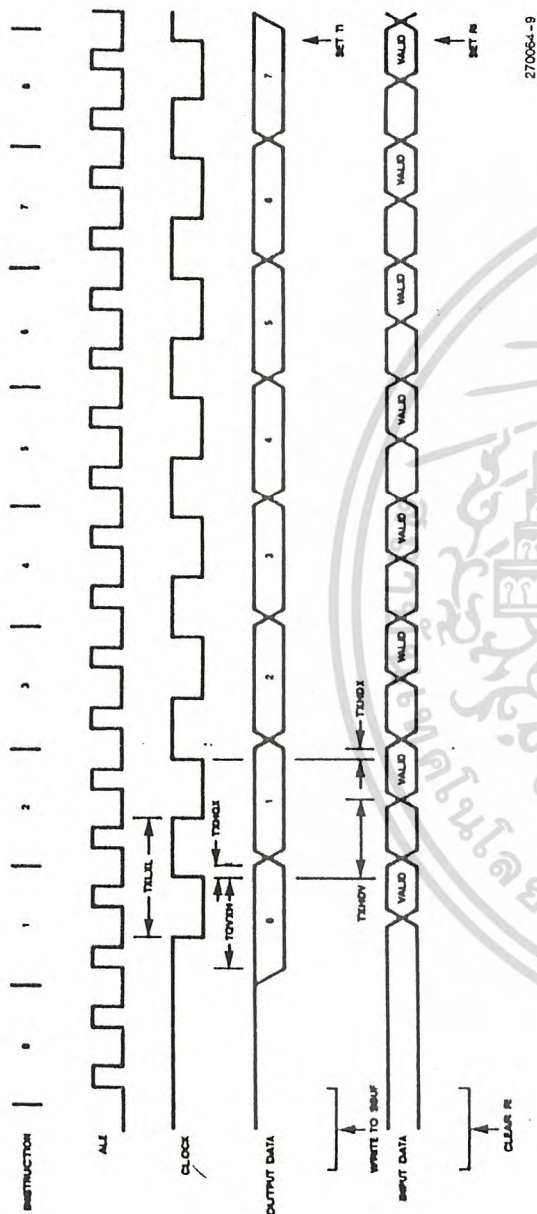 INSTRUCTION 0 1 2 3 4 5 6 7 8
ALE
CLOCK
TXLXL
OUTPUT DATA
TQVXH
TXHQX
0 1 2 3 4 5 6 7
WRITE TO SBUF
SET TI
INPUT DATA
TXHDV
TXHDX
VALID VALID VALID VALID VALID VALID VALID VALID
CLEAR RI
SET RI
270064-9